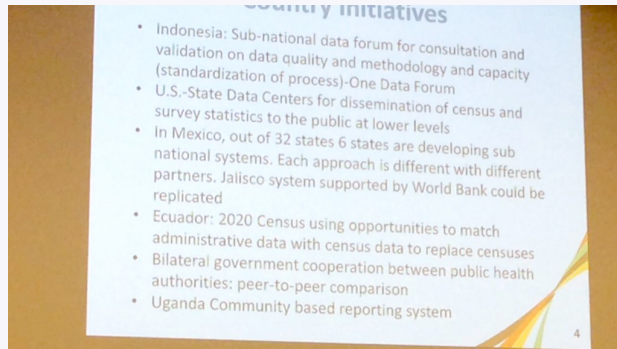 Country Initiatives
• Indonesia: Sub-national data forum for consultation and
validation on data quality and methodology and capacity
(standardization of process)-One Data Forum
• U.S.-State Data Centers for dissemination of census and
survey statistics to the public at lower levels
• In Mexico, out of 32 states 6 states are developing sub
national systems. Each approach is different with different
partners. Jalisco system supported by World Bank could be
replicated
• Ecuador: 2020 Census using opportunities to match
administrative data with census data to replace censuses
• Bilateral government cooperation between public health
authorities: peer-to-peer comparison
• Uganda Community based reporting system
4